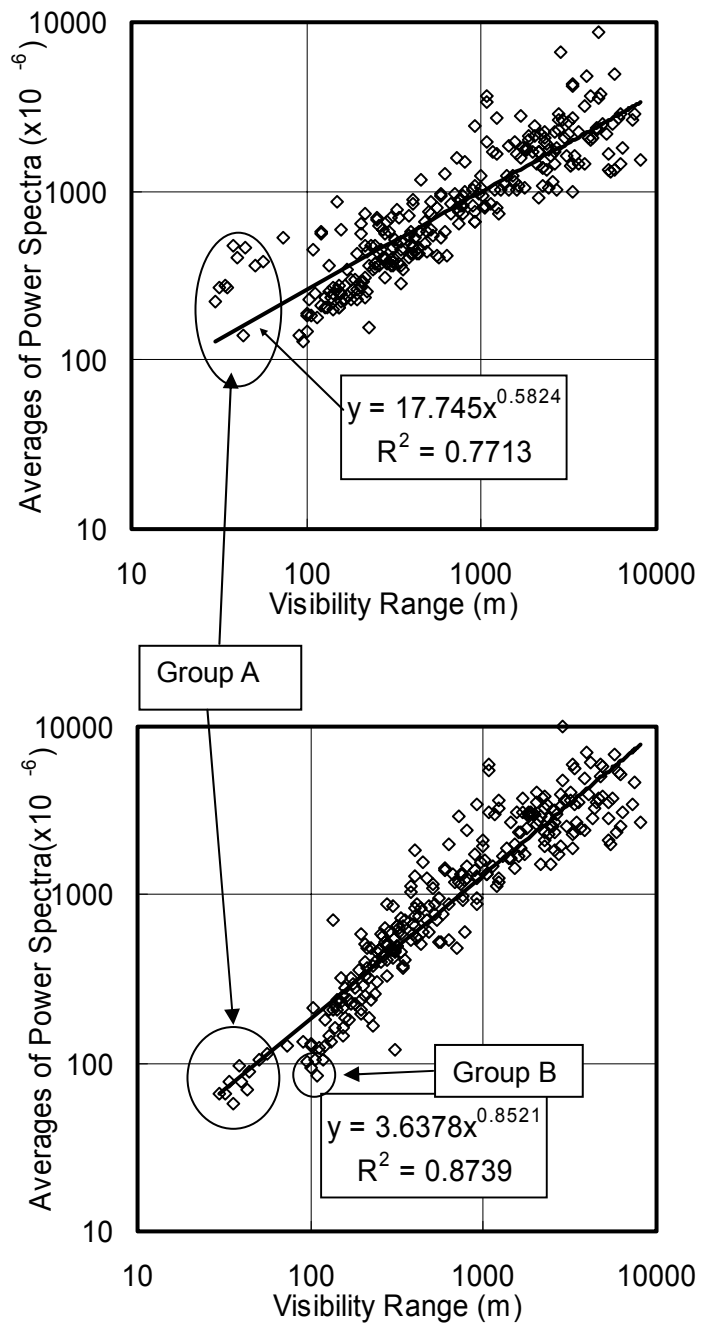 10000
1000
100
10
Averages of Power Spectra (x10 -6)
y = 17.745x^0.5824
R^2 = 0.7713
10 100 1000 10000
Visibility Range (m)
Group A
10000
1000
100
10
Averages of Power Spectra(x10 -6)
Group B
y = 3.6378x^0.8521
R^2 = 0.8739
10 100 1000 10000
Visibility Range (m)